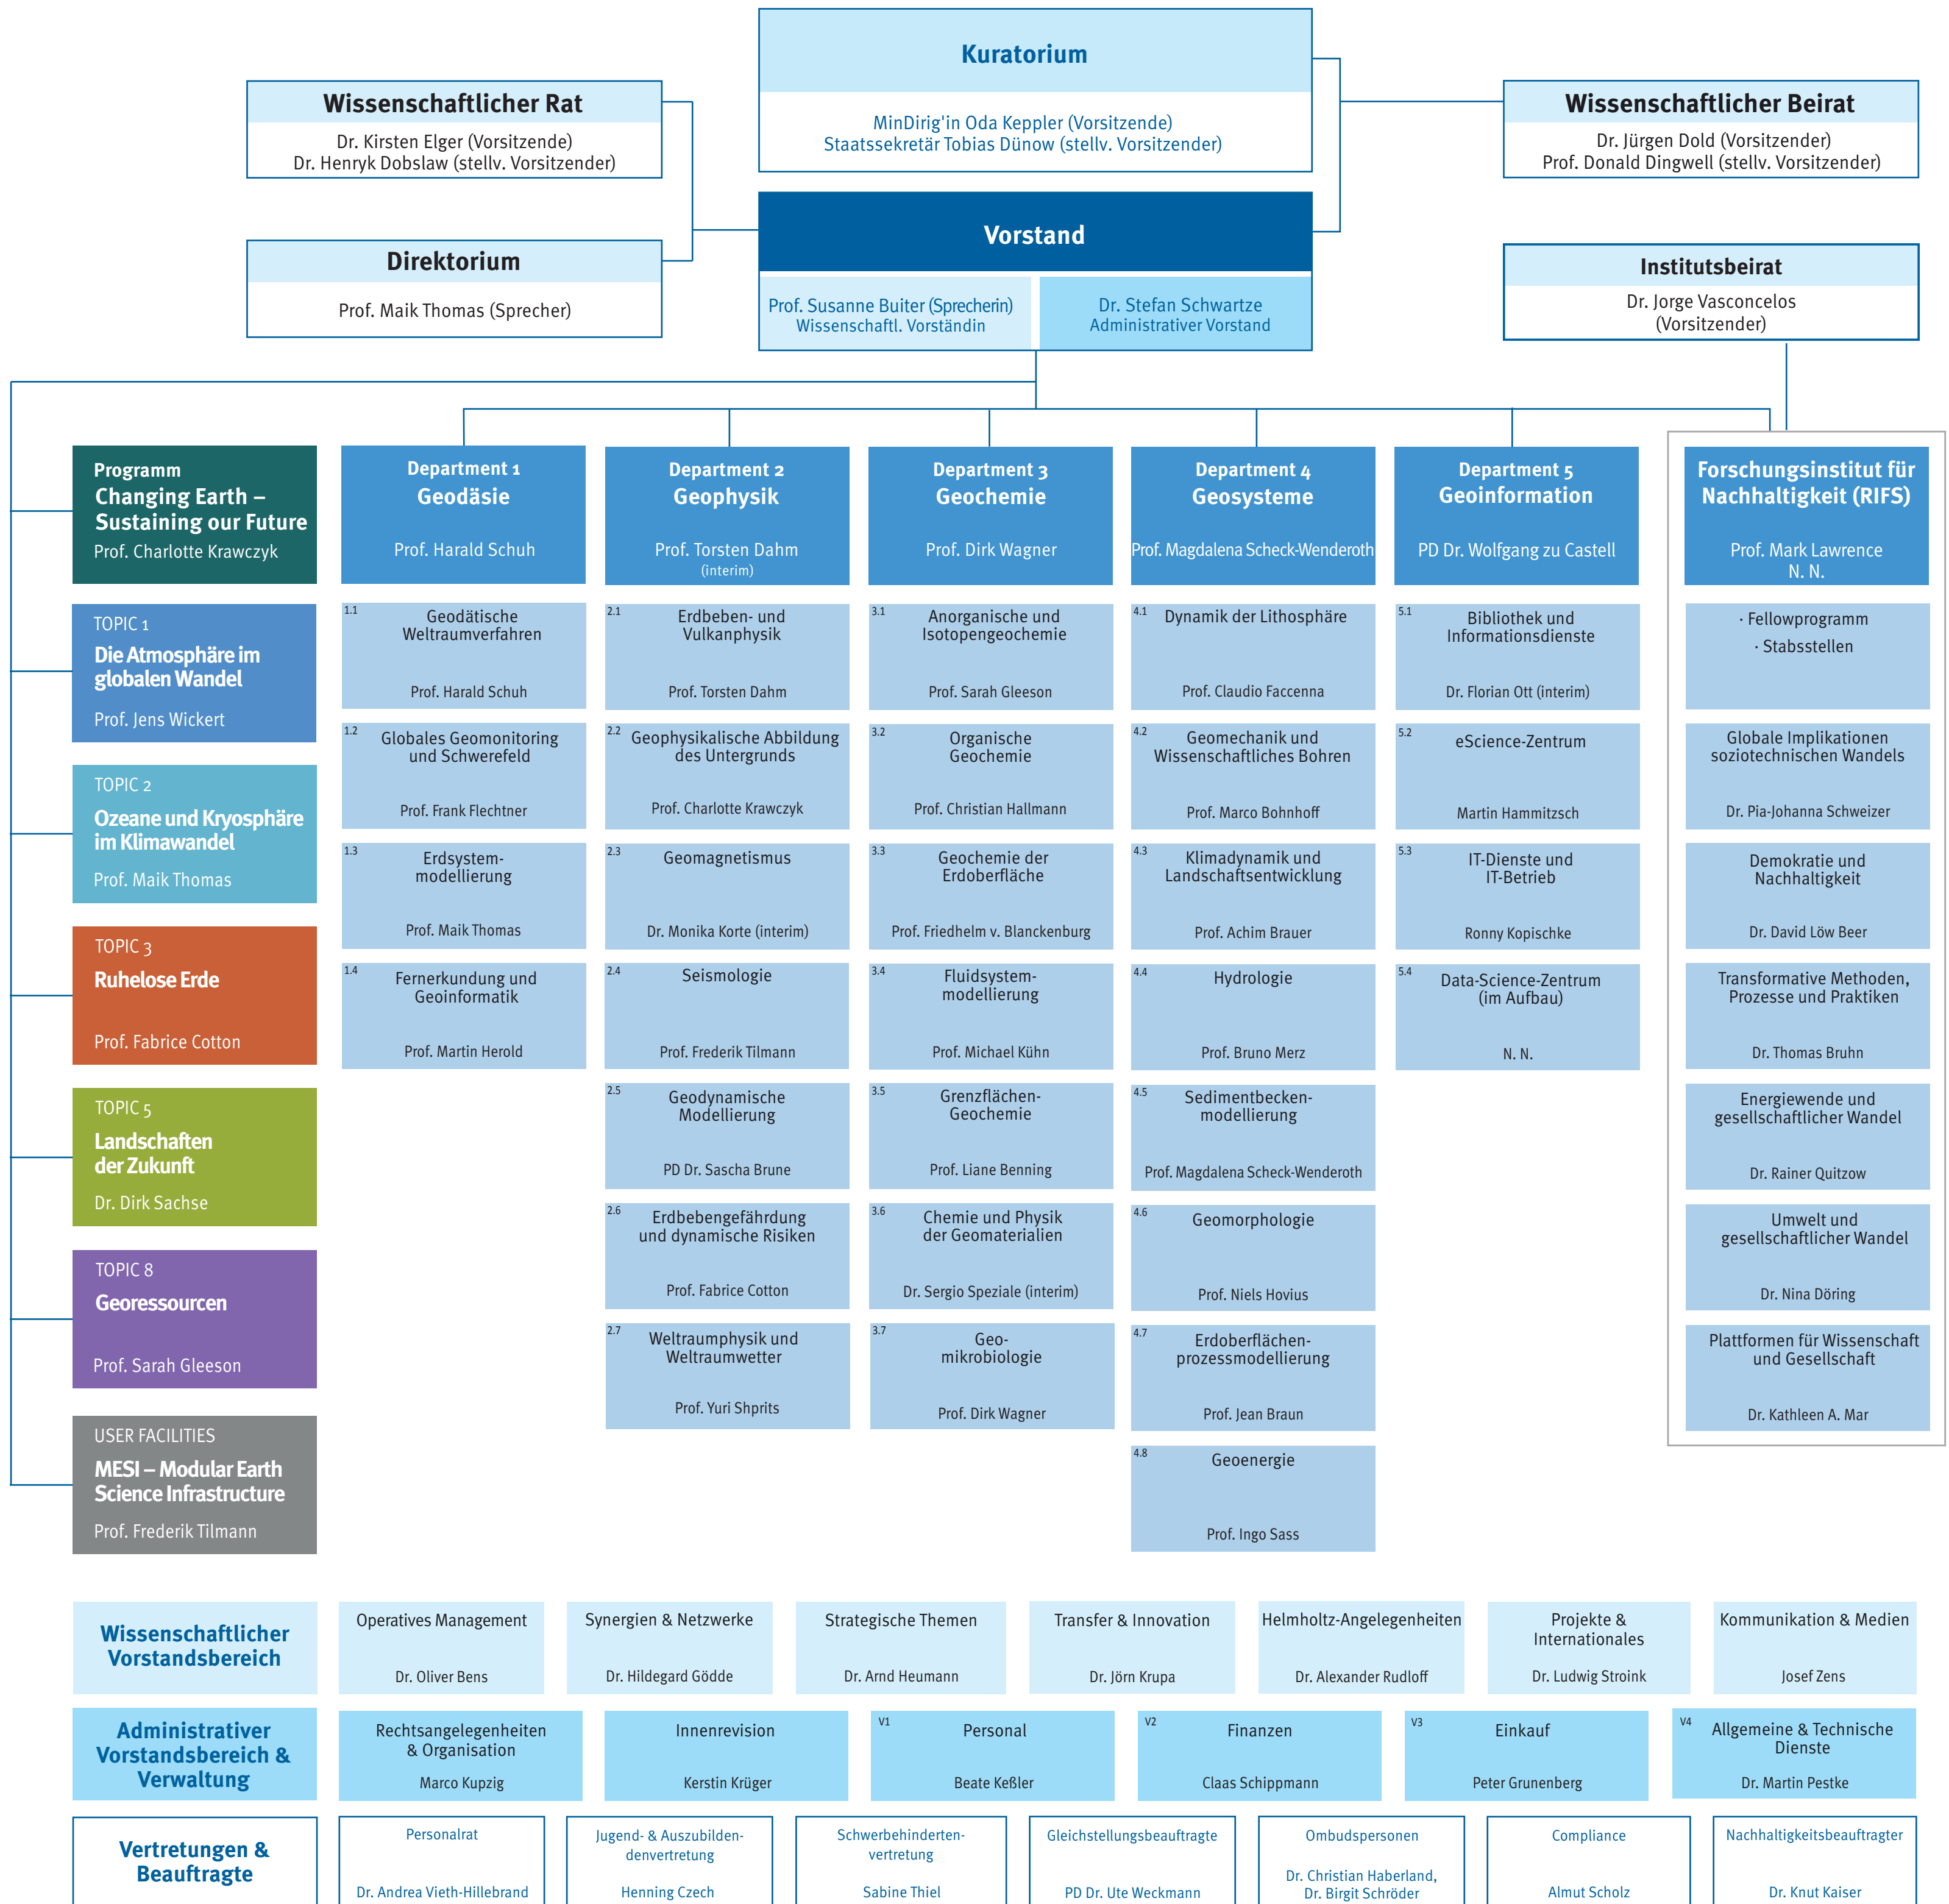 Kuratorium
MinDirig'in Oda Keppler (Vorsitzende)
Staatssekretär Tobias Dünow (stellv. Vorsitzender)
Wissenschaftlicher Rat
Dr. Kirsten Elger (Vorsitzende)
Dr. Henryk Dobslaw (stellv. Vorsitzender)
Wissenschaftlicher Beirat
Dr. Jürgen Dold (Vorsitzender)
Prof. Donald Dingwell (stellv. Vorsitzender)
Vorstand
Prof. Susanne Buiter (Sprecherin)
Wissenschaftl. Vorständin
Dr. Stefan Schwartze
Administrativer Vorstand
Direktorium
Prof. Maik Thomas (Sprecher)
Institutsbeirat
Dr. Jorge Vasconcelos
(Vorsitzender)
Programm
Changing Earth –
Sustaining our Future
Prof. Charlotte Krawczyk
TOPIC 1
Die Atmosphäre im
globalen Wandel
Prof. Jens Wickert
TOPIC 2
Ozeane und Kryosphäre
im Klimawandel
Prof. Maik Thomas
TOPIC 3
Ruhelose Erde
Prof. Fabrice Cotton
TOPIC 5
Landschaften
der Zukunft
Dr. Dirk Sachse
TOPIC 8
Georessourcen
Prof. Sarah Gleeson
USER FACILITIES
MESI – Modular Earth
Science Infrastructure
Prof. Frederik Tilmann
Department 1
Geodäsie
Prof. Harald Schuh
1.1
Geodätische
Weltraumverfahren
Prof. Harald Schuh
1.2
Globales Geomonitoring
und Schwerefeld
Prof. Frank Flechtner
1.3
Erdsystem-
modellierung
Prof. Maik Thomas
1.4
Fernerkundung und
Geoinformatik
Prof. Martin Herold
Department 2
Geophysik
Prof. Torsten Dahm
(interim)
2.1
Erdbeben- und
Vulkanphysik
Prof. Torsten Dahm
2.2
Geophysikalische Abbildung
des Untergrunds
Prof. Charlotte Krawczyk
2.3
Geomagnetismus
Dr. Monika Korte (interim)
2.4
Seismologie
Prof. Frederik Tilmann
2.5
Geodynamische
Modellierung
PD Dr. Sascha Brune
2.6
Erdbebengefährdung
und dynamische Risiken
Prof. Fabrice Cotton
2.7
Weltraumphysik und
Weltraumwetter
Prof. Yuri Shprits
Department 3
Geochemie
Prof. Dirk Wagner
3.1
Anorganische und
Isotopengeochemie
Prof. Sarah Gleeson
3.2
Organische
Geochemie
Prof. Christian Hallmann
3.3
Geochemie der
Erdoberfläche
Prof. Friedhelm v. Blanckenburg
3.4
Fluidsystem-
modellierung
Prof. Michael Kühn
3.5
Grenzflächen-
Geochemie
Prof. Liane Benning
3.6
Chemie und Physik
der Geomaterialien
Dr. Sergio Speziale (interim)
3.7
Geo-
mikrobiologie
Prof. Dirk Wagner
Department 4
Geosysteme
Prof. Magdalena Scheck-Wenderoth
4.1
Dynamik der Lithosphäre
Prof. Claudio Faccenna
4.2
Geomechanik und
Wissenschaftliches Bohren
Prof. Marco Bohnhoff
4.3
Klimadynamik und
Landschaftsentwicklung
Prof. Achim Brauer
4.4
Hydrologie
Prof. Bruno Merz
4.5
Sedimentbecken-
modellierung
Prof. Magdalena Scheck-Wenderoth
4.6
Geomorphologie
Prof. Niels Hovius
4.7
Erdoberflächen-
prozessmodellierung
Prof. Jean Braun
4.8
Geoenergie
Prof. Ingo Sass
Department 5
Geoinformation
PD Dr. Wolfgang zu Castell
5.1
Bibliothek und
Informationsdienste
Dr. Florian Ott (interim)
5.2
eScience-Zentrum
Martin Hammitzsch
5.3
IT-Dienste und
IT-Betrieb
Ronny Kopischke
5.4
Data-Science-Zentrum
(im Aufbau)
N. N.
Forschungsinstitut für
Nachhaltigkeit (RIFS)
Prof. Mark Lawrence
N. N.
· Fellowprogramm
· Stabsstellen
Globale Implikationen
soziotechnischen Wandels
Dr. Pia-Johanna Schweizer
Demokratie und
Nachhaltigkeit
Dr. David Löw Beer
Transformative Methoden,
Prozesse und Praktiken
Dr. Thomas Bruhn
Energiewende und
gesellschaftlicher Wandel
Dr. Rainer Quitzow
Umwelt und
gesellschaftlicher Wandel
Dr. Nina Döring
Plattformen für Wissenschaft
und Gesellschaft
Dr. Kathleen A. Mar
Wissenschaftlicher
Vorstandsbereich
Operatives Management
Dr. Oliver Bens
Synergien & Netzwerke
Dr. Hildegard Gödde
Strategische Themen
Dr. Arnd Heumann
Transfer & Innovation
Dr. Jörn Krupa
Helmholtz-Angelegenheiten
Dr. Alexander Rudloff
Projekte &
Internationales
Dr. Ludwig Stroink
Kommunikation & Medien
Josef Zens
Administrativer
Vorstandsbereich &
Verwaltung
Rechtsangelegenheiten
& Organisation
Marco Kupzig
Innenrevision
Kerstin Krüger
V1
Personal
Beate Keßler
V2
Finanzen
Claas Schippmann
V3
Einkauf
Peter Grunenberg
V4
Allgemeine & Technische
Dienste
Dr. Martin Pestke
Vertretungen &
Beauftragte
Personalrat
Dr. Andrea Vieth-Hillebrand
Jugend- & Auszubilden-
denvertretung
Henning Czech
Schwerbehinderten-
vertretung
Sabine Thiel
Gleichstellungsbeauftragte
PD Dr. Ute Weckmann
Ombudspersonen
Dr. Christian Haberland,
Dr. Birgit Schröder
Compliance
Almut Scholz
Nachhaltigkeitsbeauftragter
Dr. Knut Kaiser